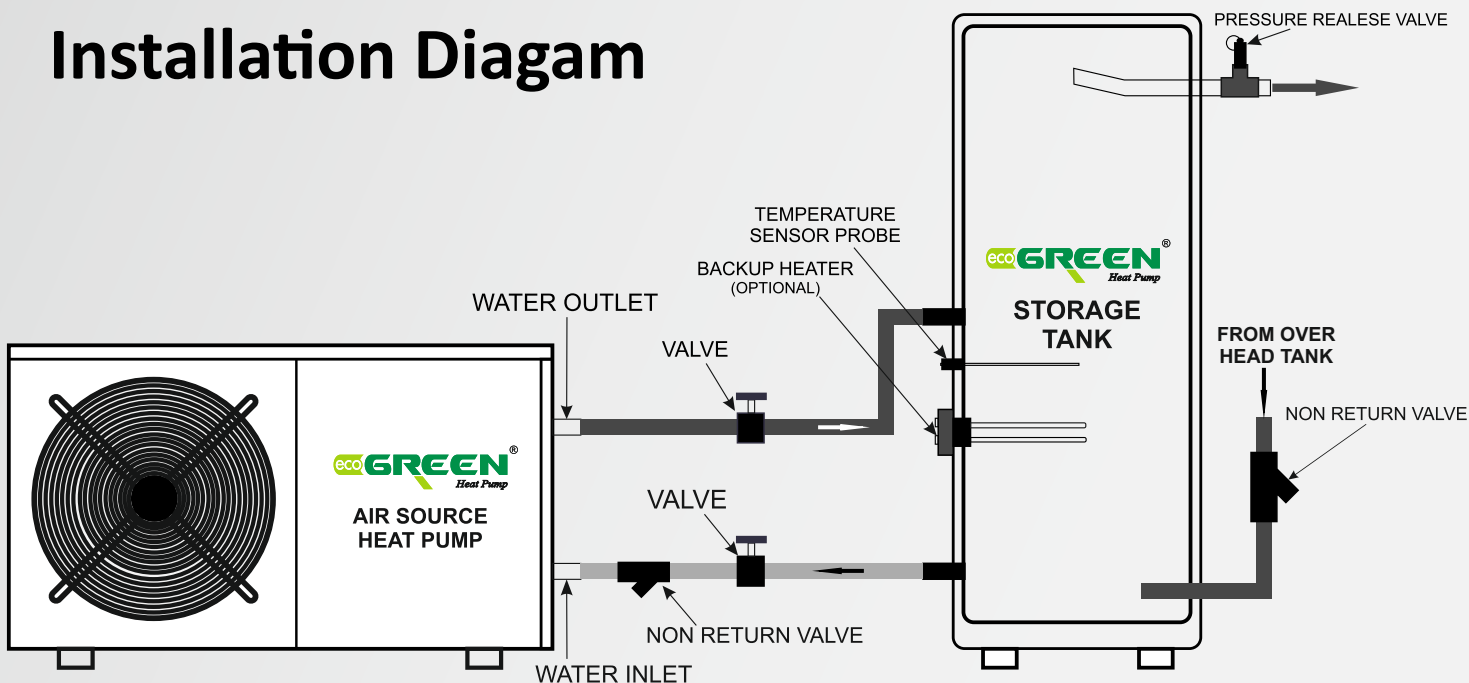 Installation Diagam
PRESSURE REALESE VALVE
TEMPERATURE
SENSOR PROBE
BACKUP HEATER
(OPTIONAL)
ecoGREEN®
Heat Pump
STORAGE
TANK
WATER OUTLET
VALVE
FROM OVER
HEAD TANK
NON RETURN VALVE
ecoGREEN®
Heat Pump
AIR SOURCE
HEAT PUMP
VALVE
NON RETURN VALVE
WATER INLET